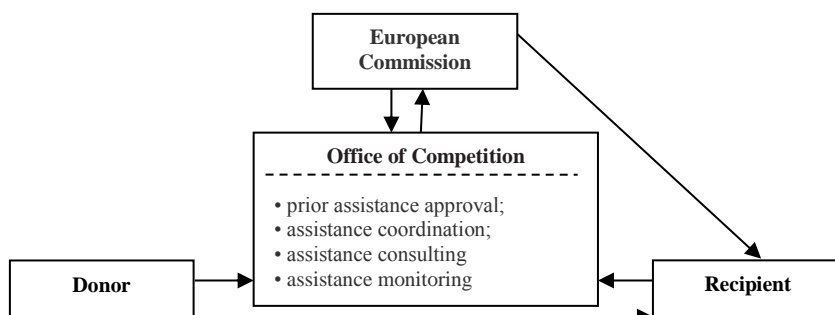 European
Commission
Office of Competition
• prior assistance approval;
• assistance coordination;
• assistance consulting
• assistance monitoring
Donor
Recipient